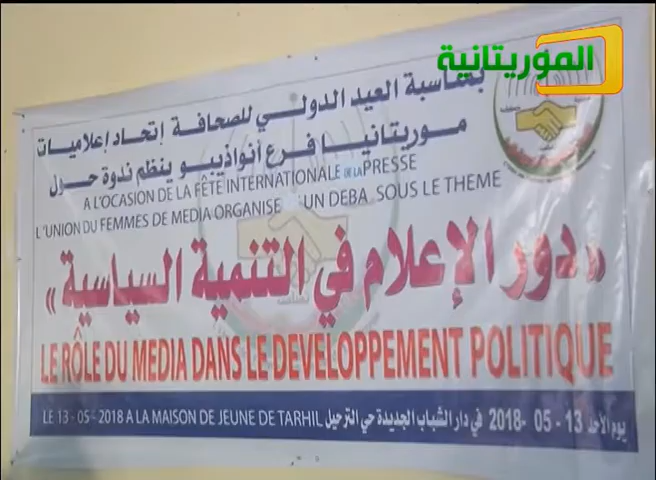 الموريتانية
بمناسبة العيد الدولي للصحافة إتحاد إعلاميات
موريتانيا فرع أنواذيبو ينظم ندوة حول
A L'OCASION DE LA FÊTE INTERNATIONALE DE LA PRESSE
L'UNION DU FEMMES DE MEDIA ORGANISE UN DEBA SOUS LE THEME
«دور الإعلام في التنمية السياسية»
LE RÔLE DU MEDIA DANS LE DEVELOPPEMENT POLITIQUE
LE 13 - 05 - 2018 A LA MAISON DE JEUNE DE TARHIL يوم الأحد 13 - 05 - 2018 في دار الشباب الجديدة حي الترحيل